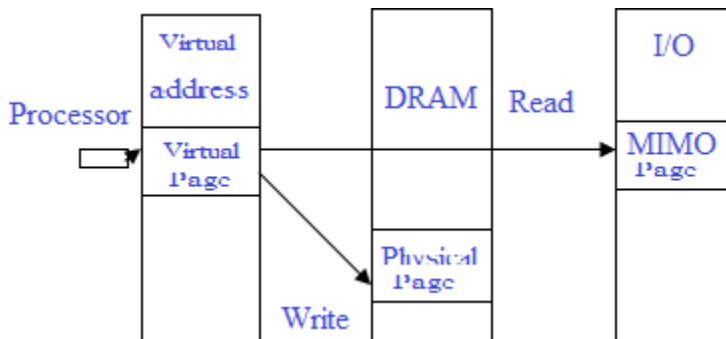 Virtual
address
Processor
Virtual
Page
DRAM
Read
I/O
MIMO
Page
Physical
Page
Write